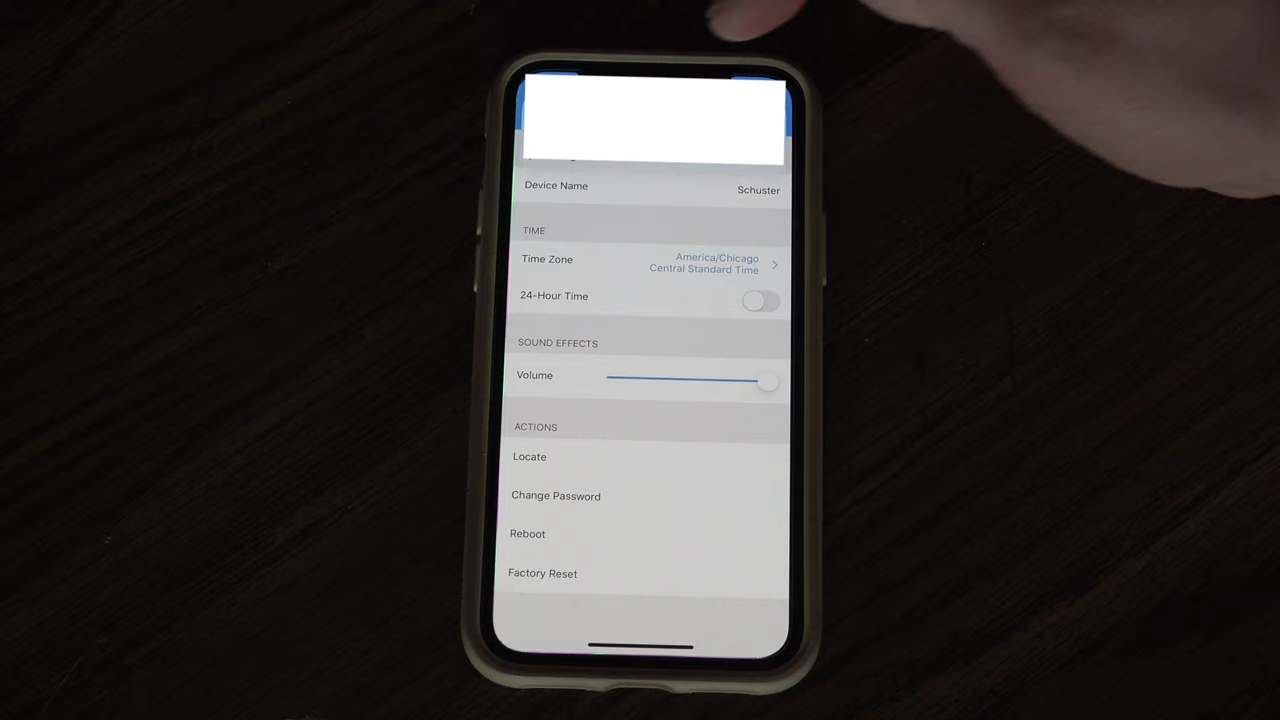 Device Name Schuster
TIME
Time Zone America/Chicago
Central Standard Time
24-Hour Time
SOUND EFFECTS
Volume
ACTIONS
Locate
Change Password
Reboot
Factory Reset